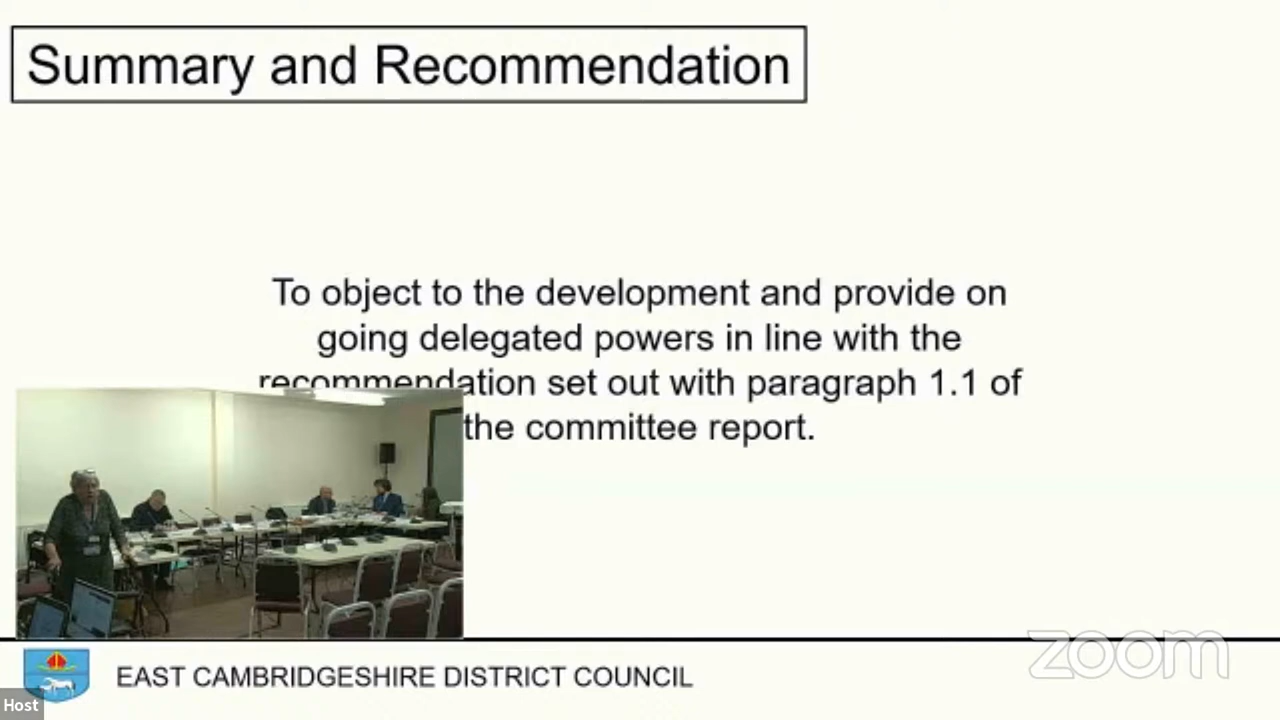 Summary and Recommendation
To object to the development and provide on
going delegated powers in line with the
recommendation set out with paragraph 1.1 of
the committee report.
EAST CAMBRIDGESHIRE DISTRICT COUNCIL
zoom
Host